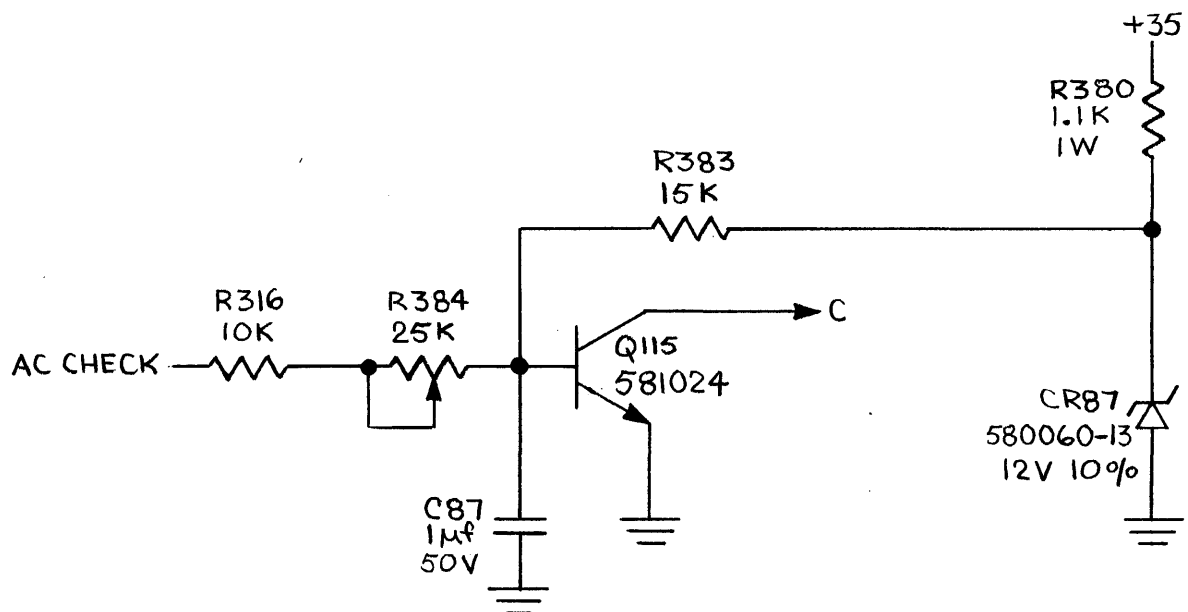 +35
R380
1.1K
1W
R383
15K
R316
10K
R384
25K
AC CHECK
C
Q115
581024
CR87
580060-13
12V 10%
C87
1µf
50V